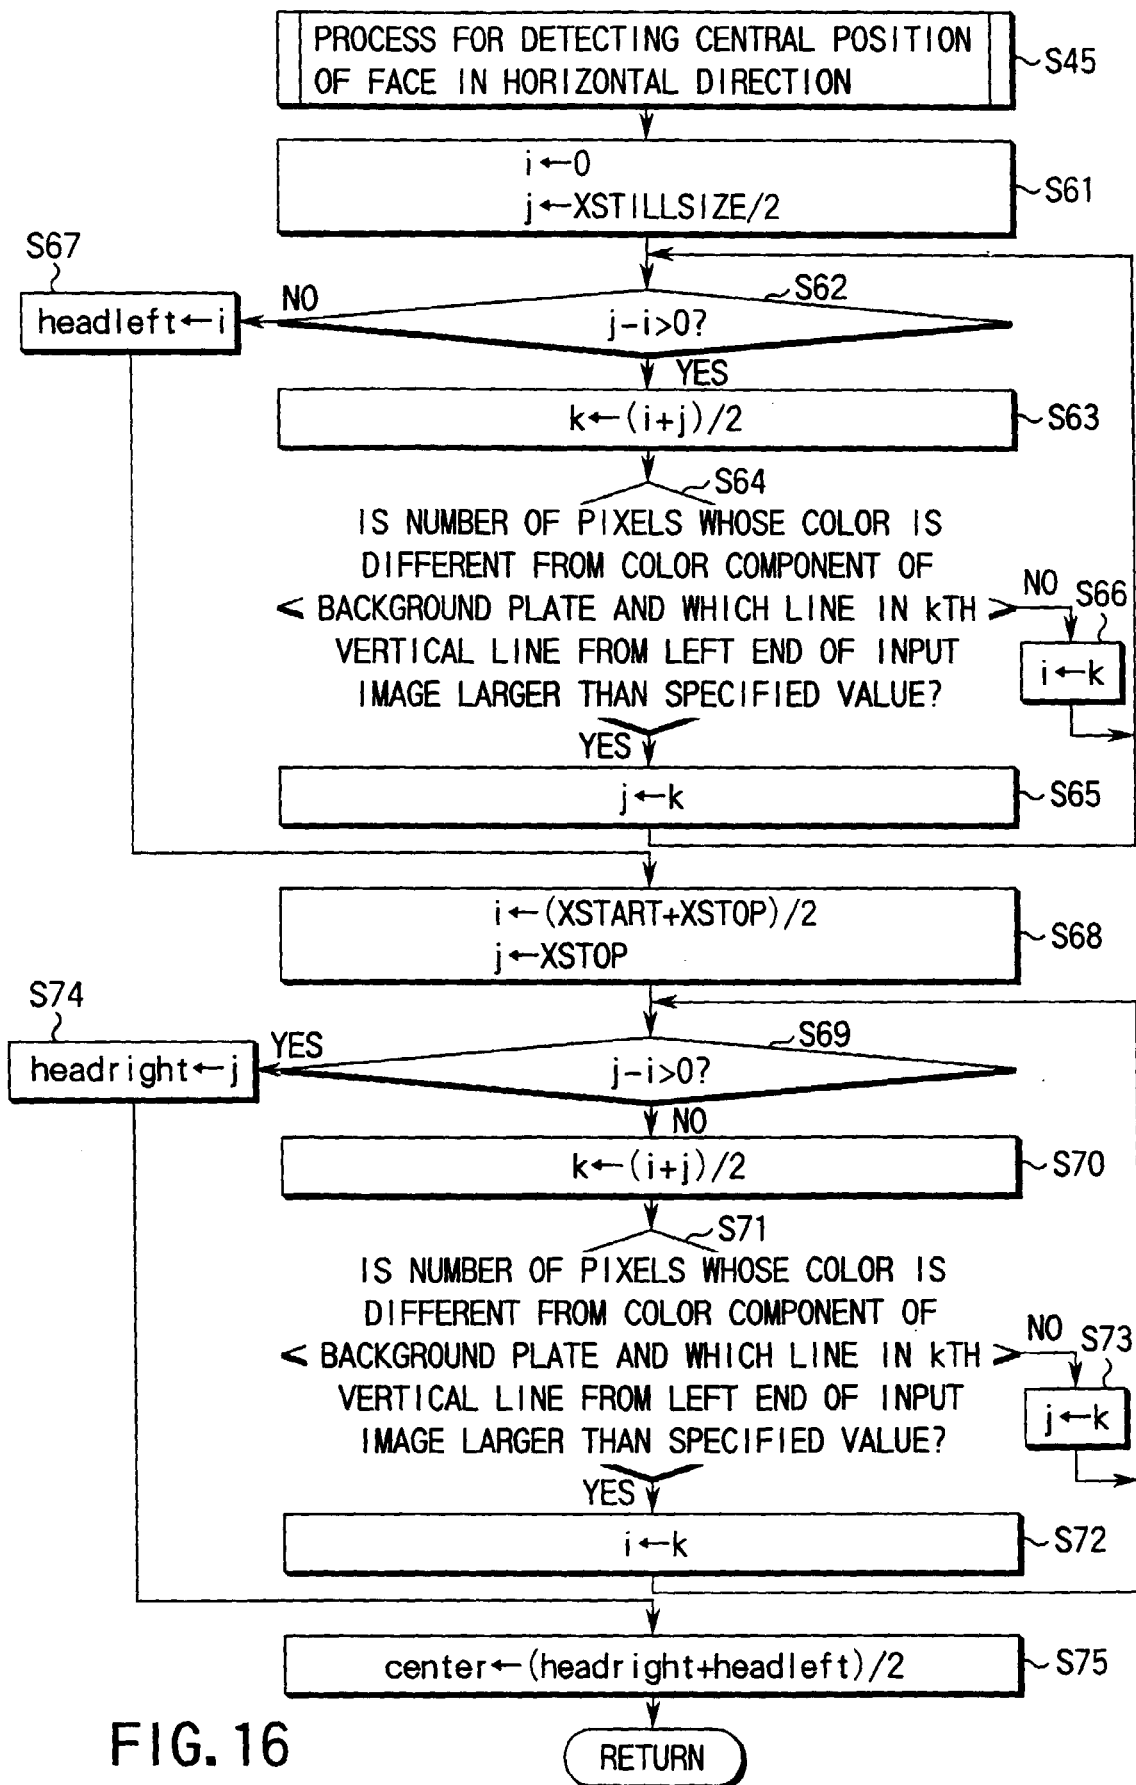 PROCESS FOR DETECTING CENTRAL POSITION
OF FACE IN HORIZONTAL DIRECTION
S45
i←0
j←XSTILLSIZE/2
S61
S67
headleft←i
NO
S62
j-i>0?
YES
k←(i+j)/2
S63
S64
IS NUMBER OF PIXELS WHOSE COLOR IS
DIFFERENT FROM COLOR COMPONENT OF
BACKGROUND PLATE AND WHICH LINE IN kTH
VERTICAL LINE FROM LEFT END OF INPUT
IMAGE LARGER THAN SPECIFIED VALUE?
NO
S66
i←k
YES
j←k
S65
i←(XSTART+XSTOP)/2
j←XSTOP
S68
S74
headright←j
YES
S69
j-i>0?
NO
k←(i+j)/2
S70
S71
IS NUMBER OF PIXELS WHOSE COLOR IS
DIFFERENT FROM COLOR COMPONENT OF
BACKGROUND PLATE AND WHICH LINE IN kTH
VERTICAL LINE FROM LEFT END OF INPUT
IMAGE LARGER THAN SPECIFIED VALUE?
NO
S73
j←k
YES
i←k
S72
center←(headright+headleft)/2
S75
RETURN
FIG. 16